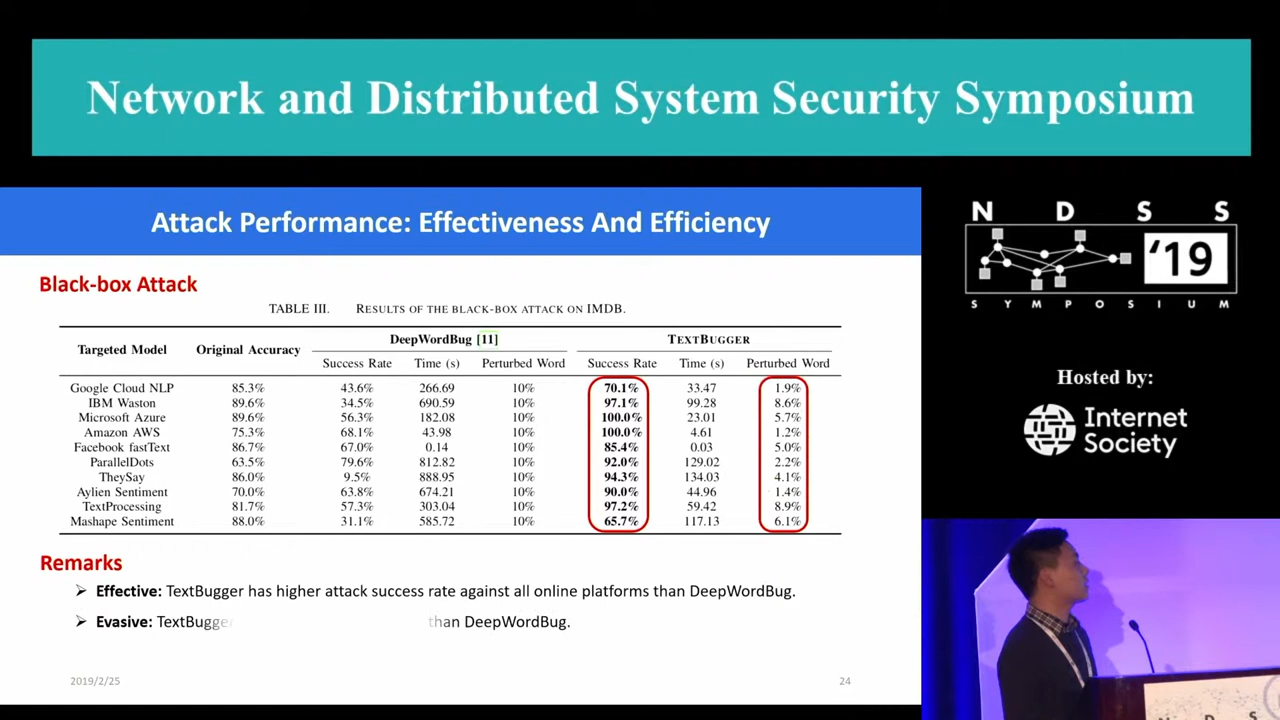 Network and Distributed System Security Symposium
Attack Performance: Effectiveness And Efficiency
Black-box Attack
TABLE III. RESULTS OF THE BLACK-BOX ATTACK ON IMDB.
Targeted Model Original Accuracy DeepWordBug [11] TEXTBUGGER
Success Rate Time (s) Perturbed Word Success Rate Time (s) Perturbed Word
Google Cloud NLP 85.3% 43.6% 266.69 10% 70.1% 33.47 1.9%
IBM Waston 89.6% 34.5% 690.59 10% 97.1% 99.28 8.6%
Microsoft Azure 89.6% 56.3% 182.08 10% 100.0% 23.01 5.7%
Amazon AWS 75.3% 68.1% 43.98 10% 100.0% 4.61 1.2%
Facebook fastText 86.7% 67.0% 0.14 10% 85.4% 0.03 5.0%
ParallelDots 63.5% 79.6% 812.82 10% 92.0% 129.02 2.2%
TheySay 86.0% 9.5% 888.95 10% 94.3% 134.03 4.1%
Aylien Sentiment 70.0% 63.8% 674.21 10% 90.0% 44.96 1.4%
TextProcessing 81.7% 57.3% 303.04 10% 97.2% 59.42 8.9%
Mashape Sentiment 88.0% 31.1% 585.72 10% 65.7% 117.13 6.1%
Remarks
➢ Effective: TextBugger has higher attack success rate against all online platforms than DeepWordBug.
➢ Evasive: TextBugge than DeepWordBug.
2019/2/25
24
N D S S
'19
S Y M P O S I U M
Hosted by:
Internet
Society
N D S